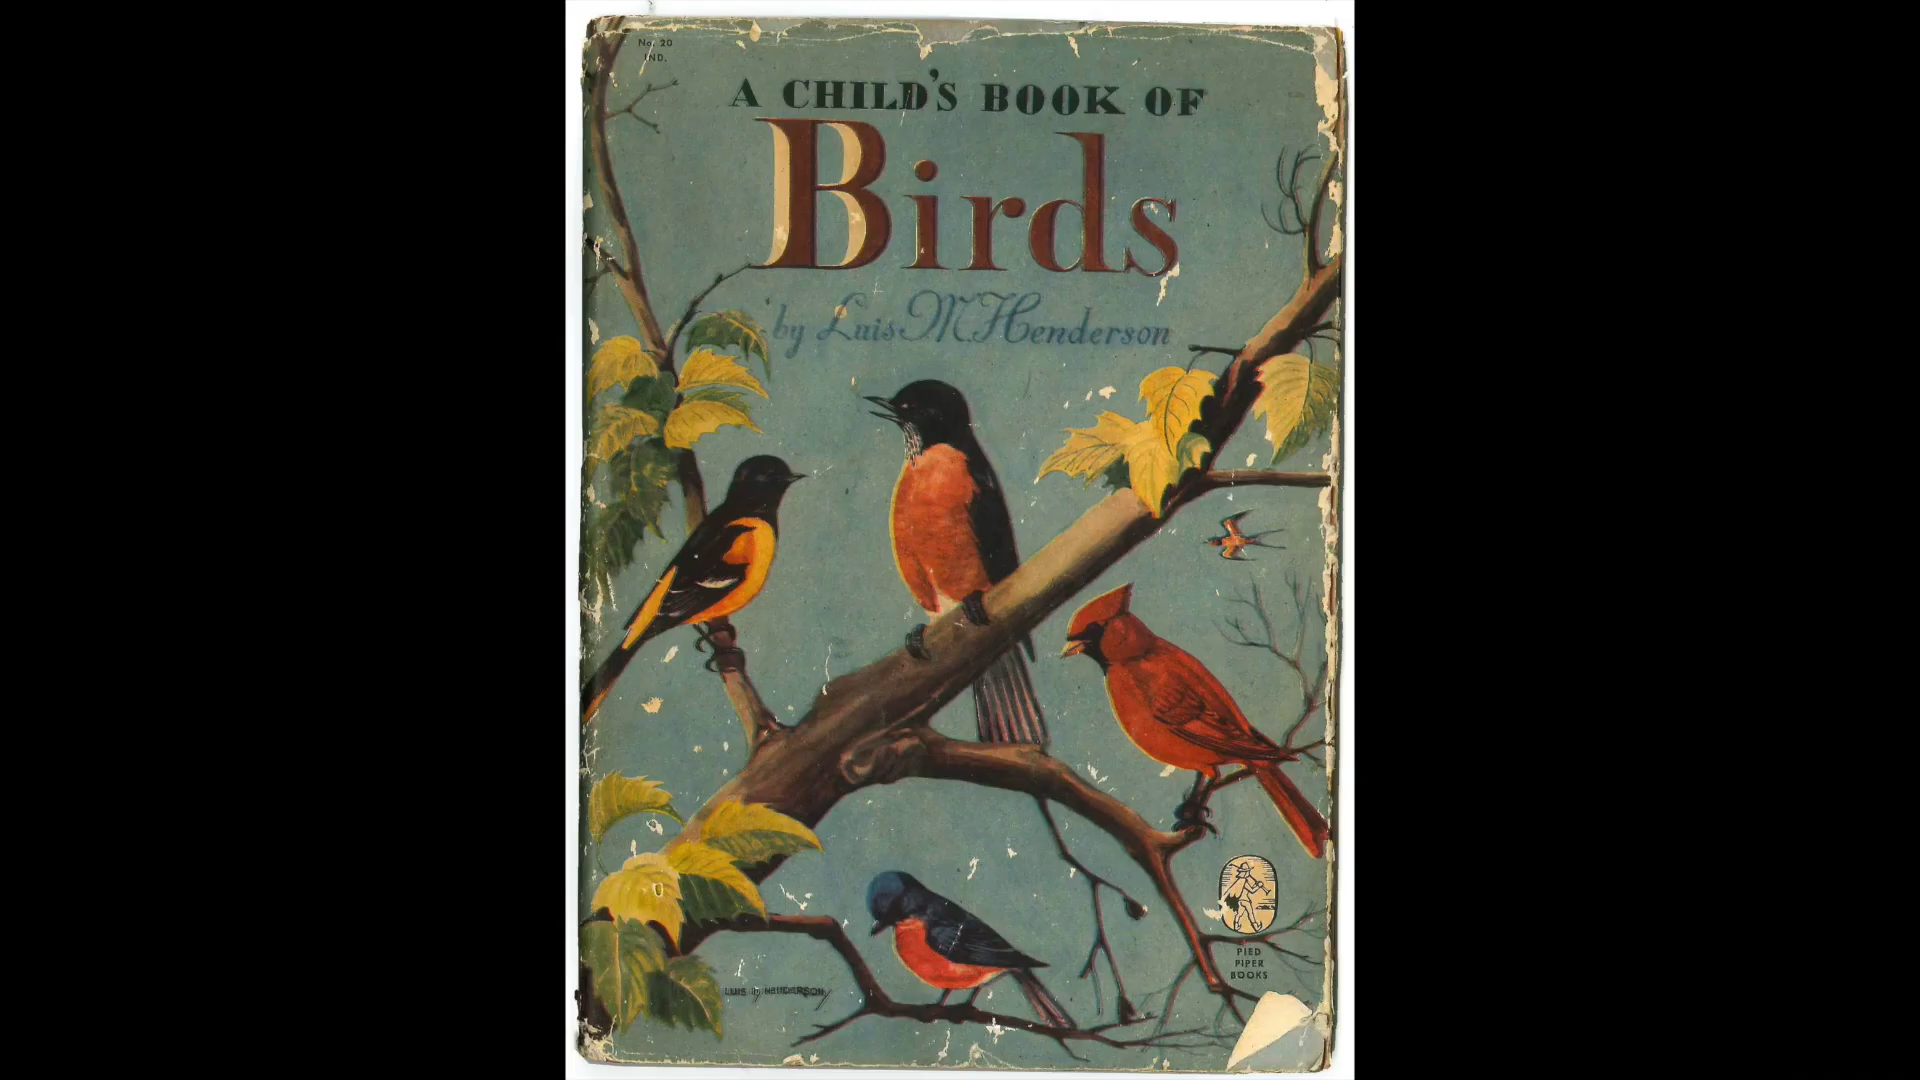 No. 20
IND.
A CHILD'S BOOK OF
Birds
by Luis M Henderson
LUIS M HENDERSON
PIED
PIPER
BOOKS